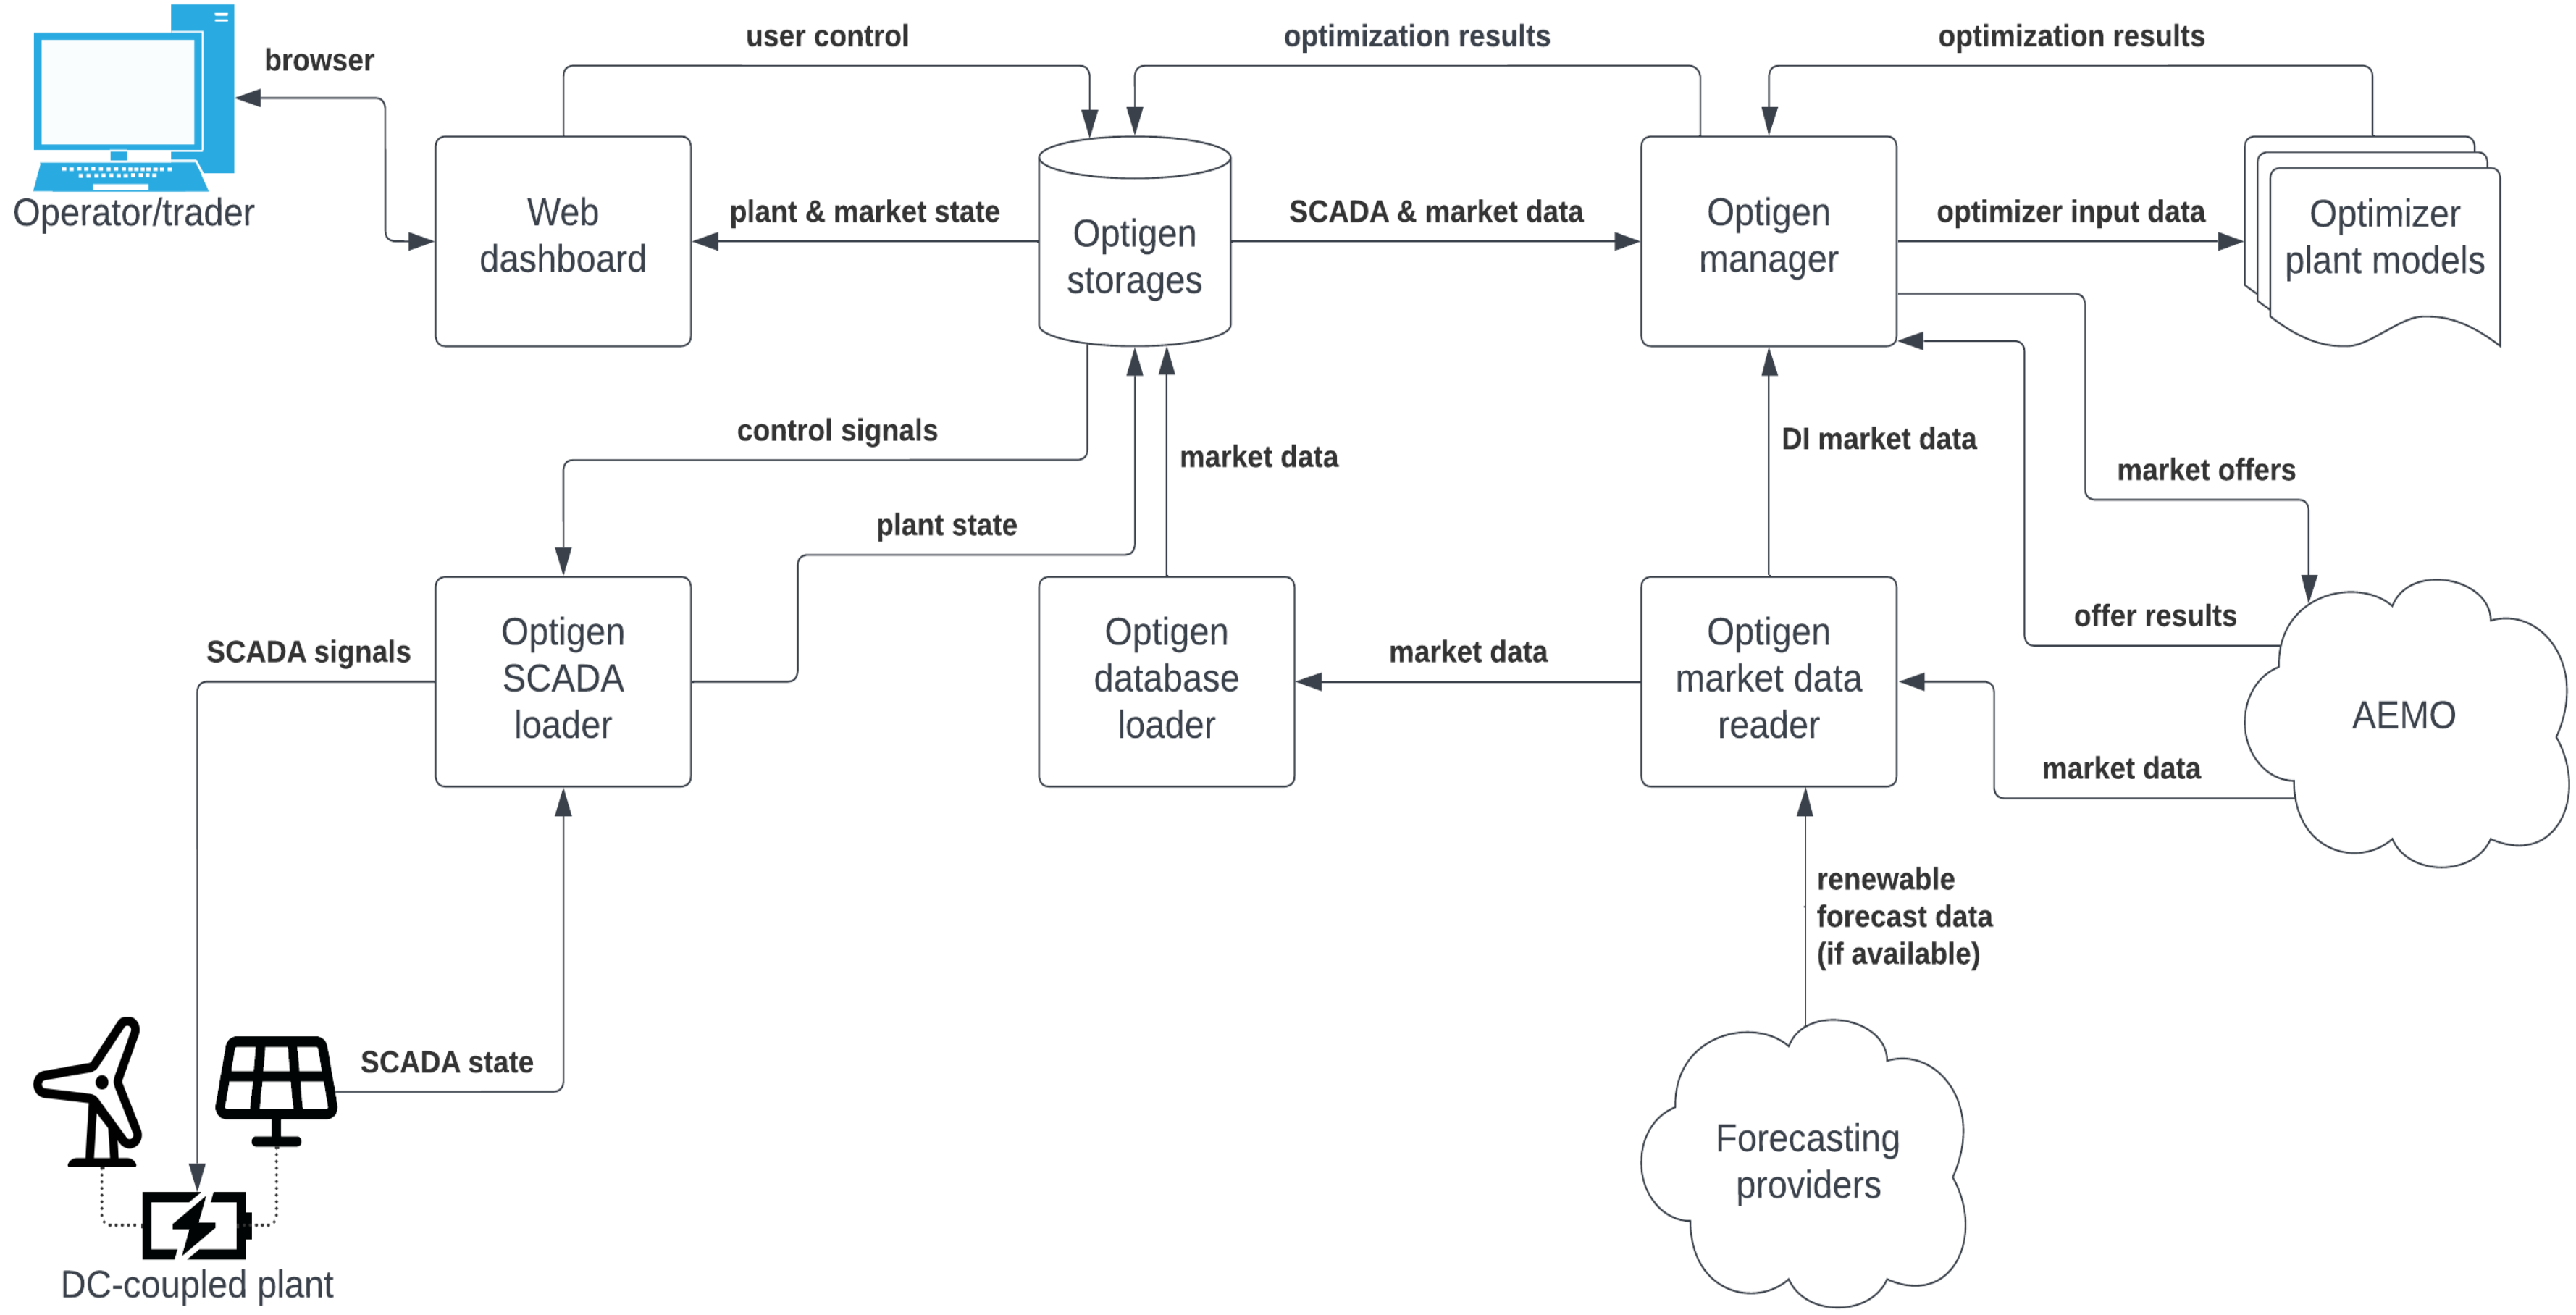 user control
optimization results
optimization results
browser
Operator/trader
Web
dashboard
plant & market state
Optigen
storages
SCADA & market data
Optigen
manager
optimizer input data
Optimizer
plant models
control signals
market data
DI market data
market offers
plant state
offer results
SCADA signals
Optigen
SCADA
loader
Optigen
database
loader
market data
Optigen
market data
reader
AEMO
market data
renewable
forecast data
(if available)
SCADA state
Forecasting
providers
DC-coupled plant